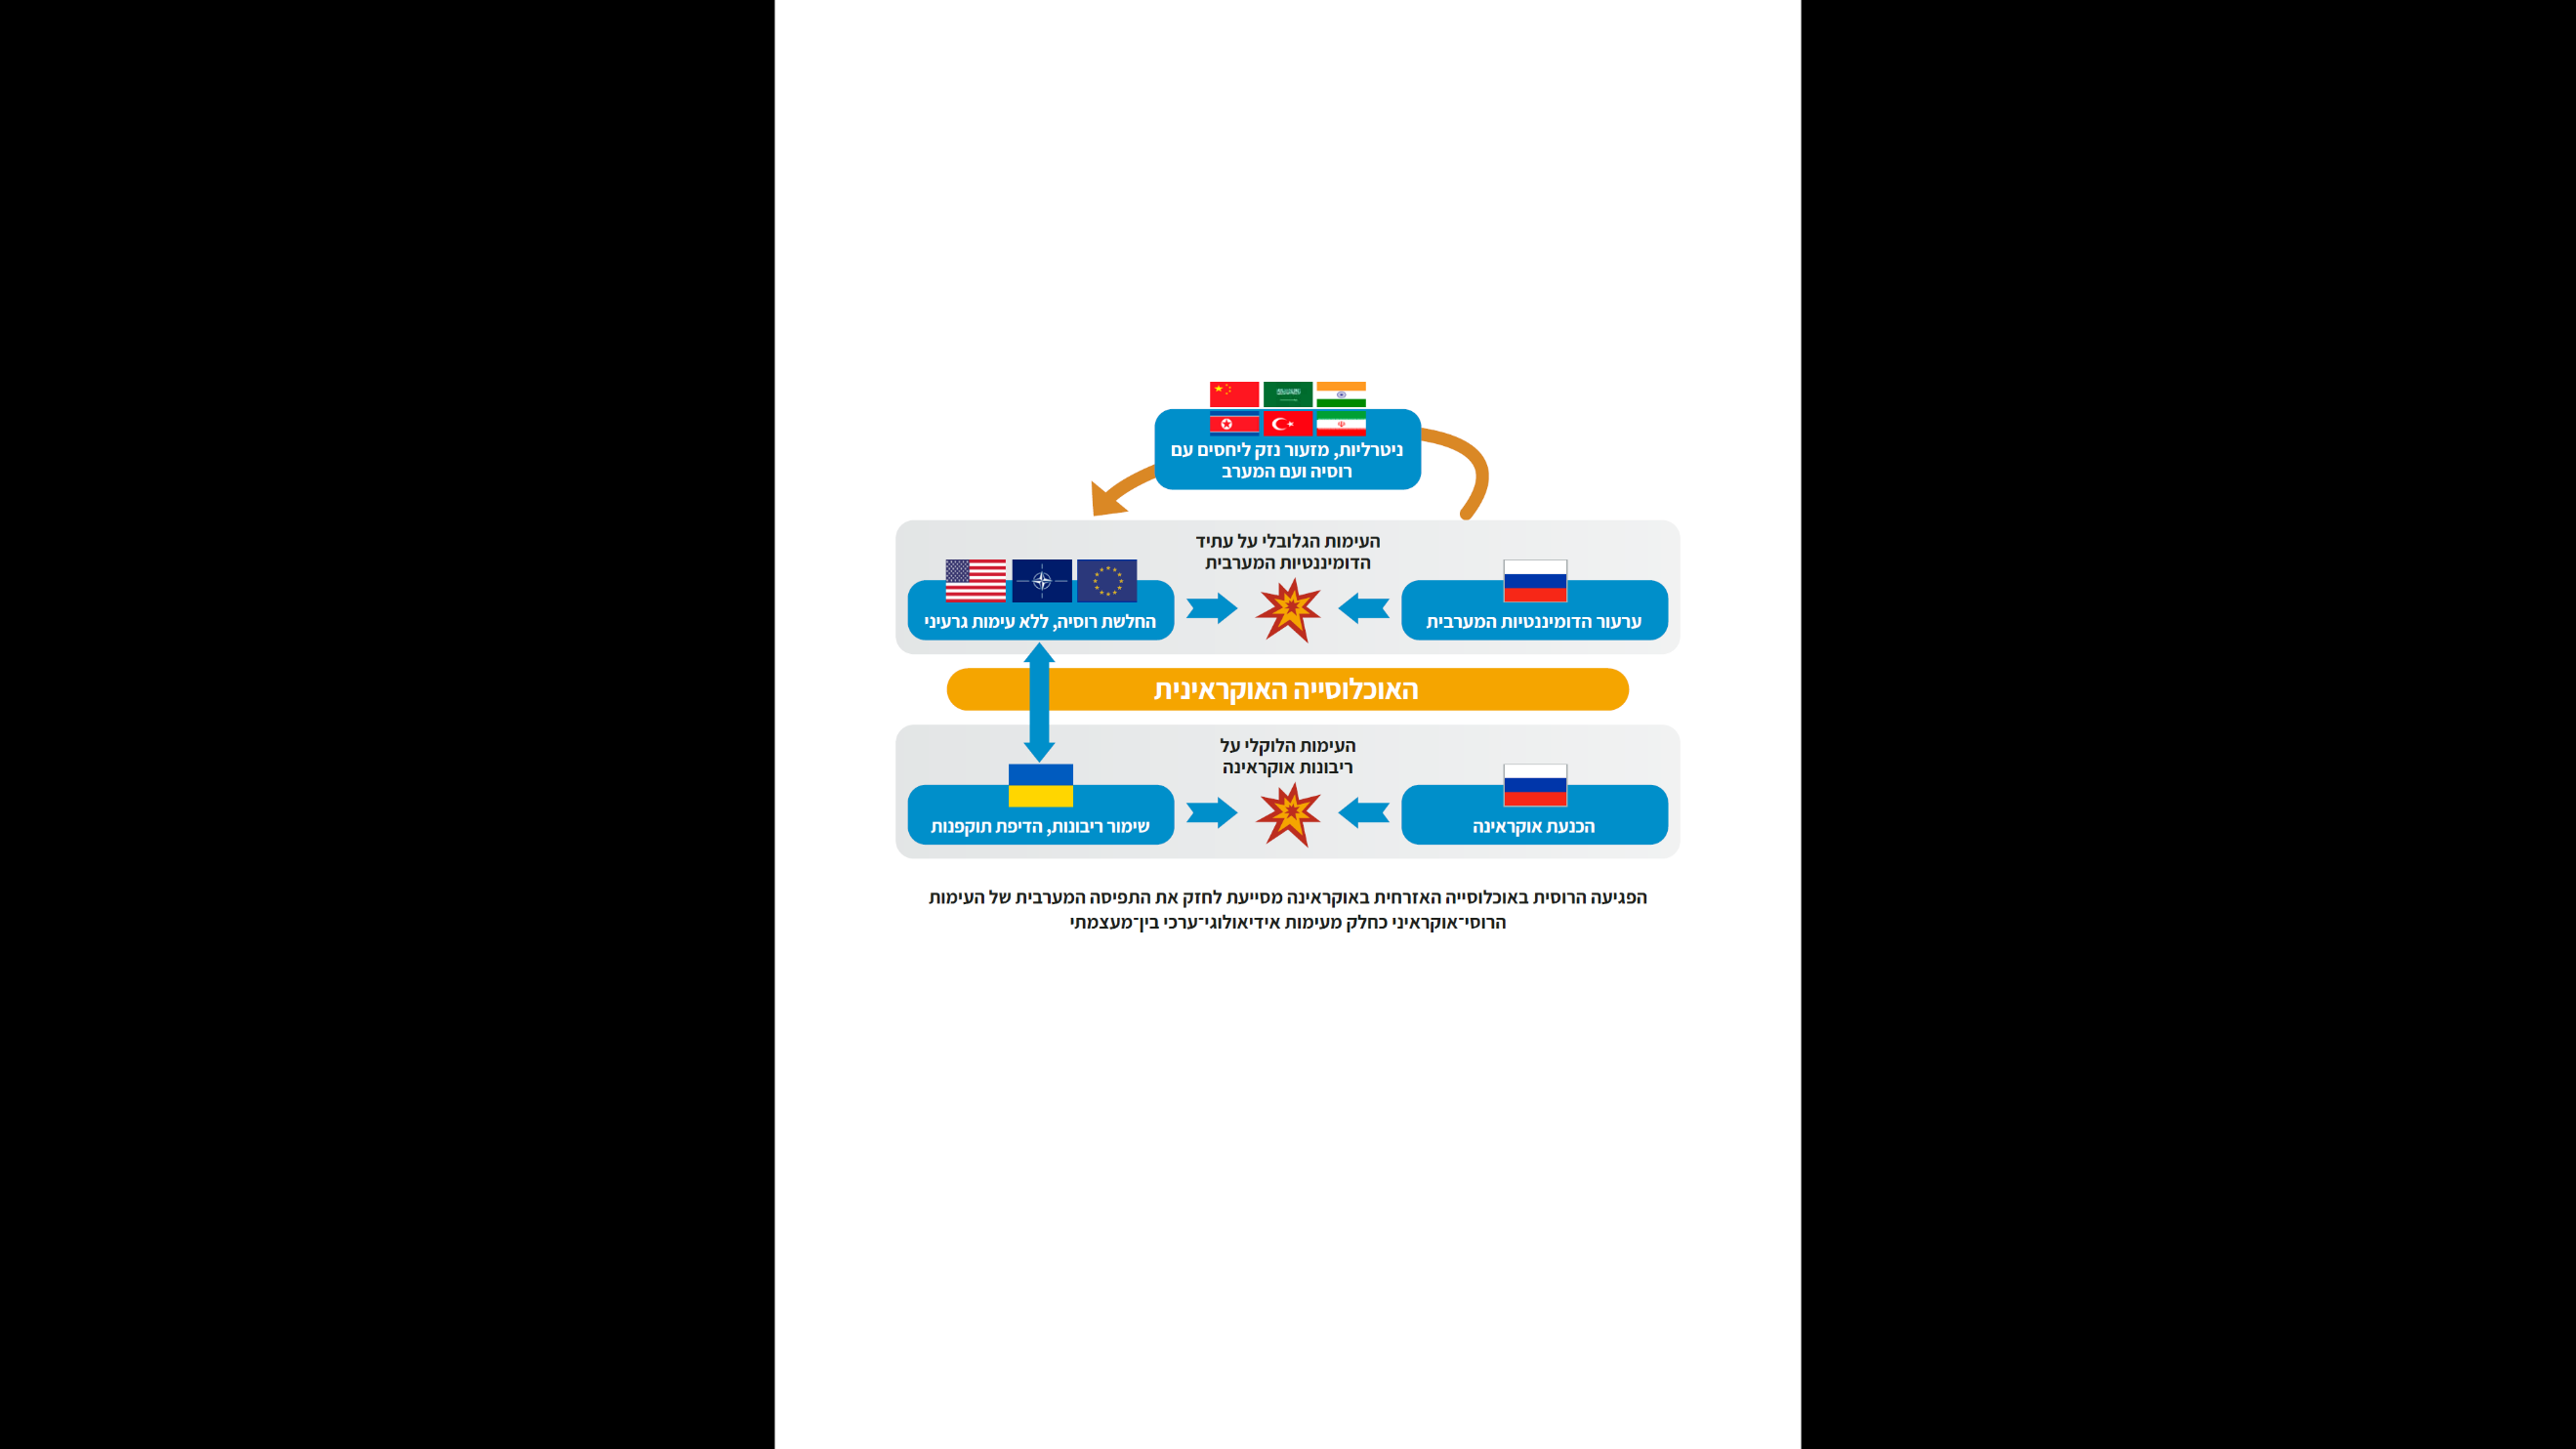 ניטרליות, מזעור נזק ליחסים עם
רוסיה ועם המערב
העימות הגלובלי על עתיד
הדומיננטיות המערבית
ערעור הדומיננטיות המערבית
החלשת רוסיה, ללא עימות גרעיני
האוכלוסייה האוקראינית
העימות הלוקלי על
ריבונות אוקראינה
הכנעת אוקראינה
שימור ריבונות, הדיפת תוקפנות
הפגיעה הרוסית באוכלוסייה האזרחית באוקראינה מסייעת לחזק את התפיסה המערבית של העימות
הרוסי־אוקראיני כחלק מעימות אידיאולוגי־ערכי בין־מעצמתי